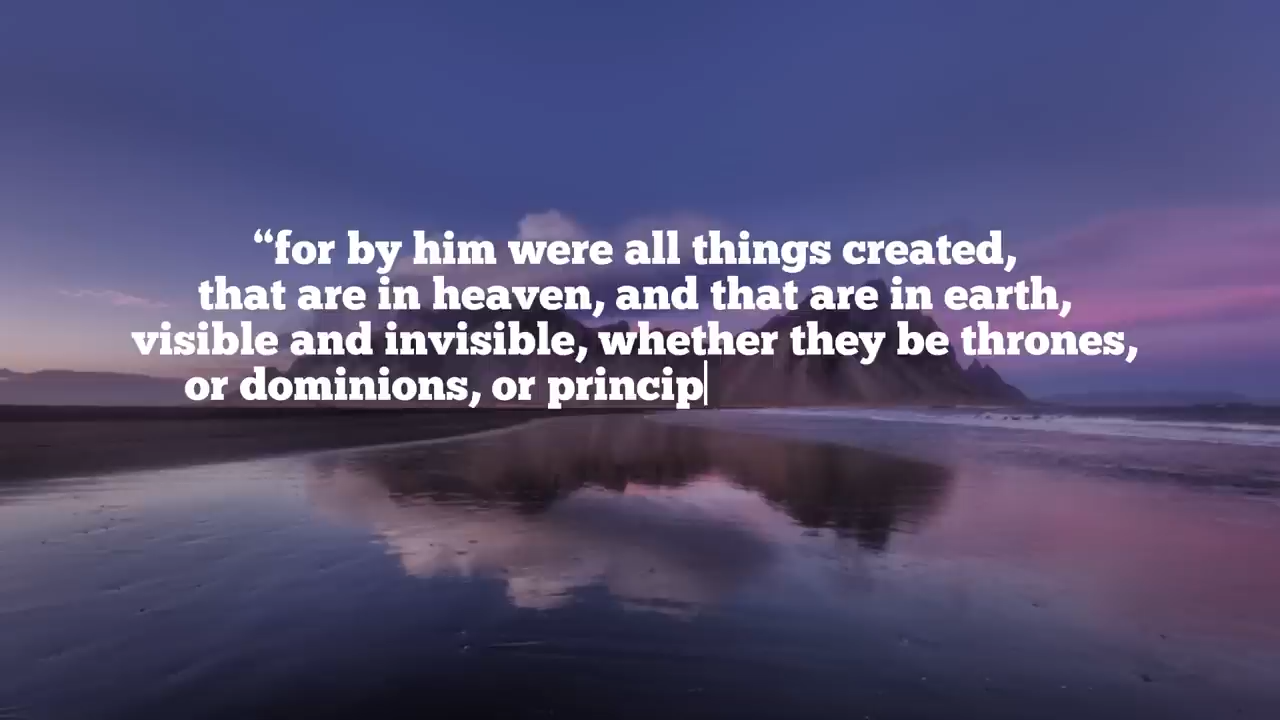 “for by him were all things created,
that are in heaven, and that are in earth,
visible and invisible, whether they be thrones,
or dominions, or princip